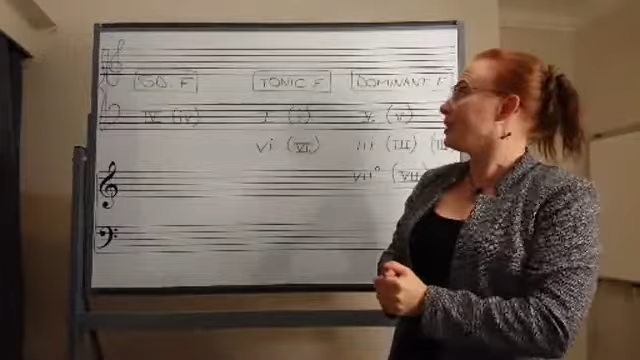 SD. F TONIC F DOMINANT F
IV (iv) I (i) V (v)
vi (VI) iii (III)
vii° (VII)